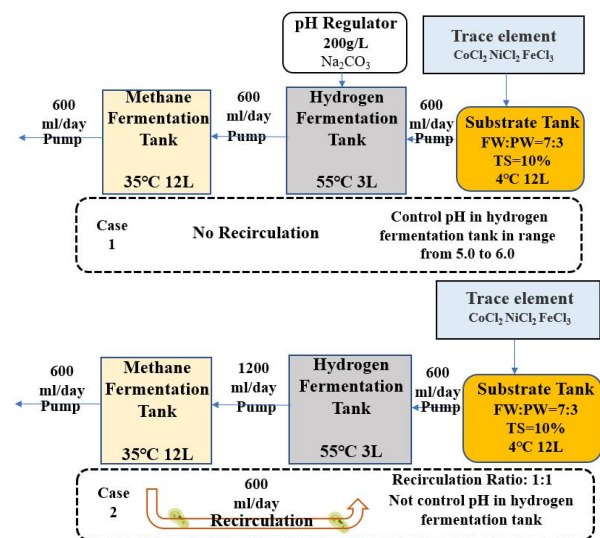 pH Regulator
200g/L
Na₂CO₃
Trace element
CoCl₂ NiCl₂ FeCl₃
600
ml/day
Pump
Methane
Fermentation
Tank
35℃ 12L
600
ml/day
Pump
Hydrogen
Fermentation
Tank
55℃ 3L
600
ml/day
Pump
Substrate Tank
FW:PW=7:3
TS=10%
4℃ 12L
Case
1
No Recirculation
Control pH in hydrogen
fermentation tank in range
from 5.0 to 6.0
Trace element
CoCl₂ NiCl₂ FeCl₃
600
ml/day
Pump
Methane
Fermentation
Tank
35℃ 12L
1200
ml/day
Pump
Hydrogen
Fermentation
Tank
55℃ 3L
600
ml/day
Pump
Substrate Tank
FW:PW=7:3
TS=10%
4℃ 12L
Case
2
600
ml/day
Recirculation
Recirculation Ratio: 1:1
Not control pH in hydrogen
fermentation tank